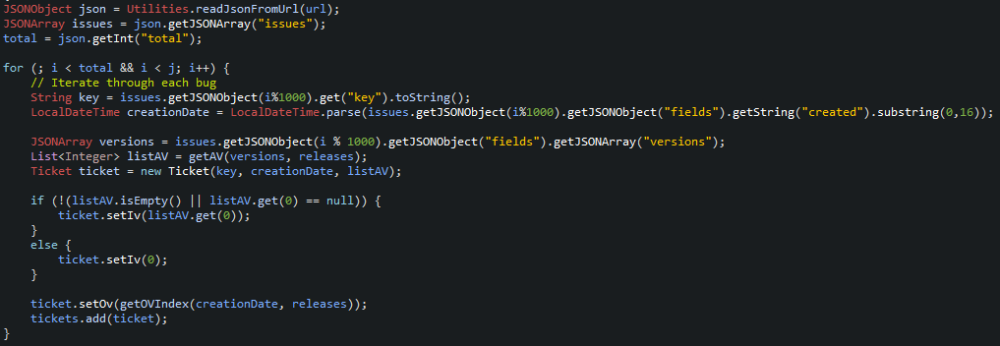 JSONObject json = Utilities.readJsonFromUrl(url);
JSONArray issues = json.getJSONArray("issues");
total = json.getInt("total");
for (; i < total && i < j; i++) {
// Iterate through each bug
String key = issues.getJSONObject(i%1000).get("key").toString();
LocalDateTime creationDate = LocalDateTime.parse(issues.getJSONObject(i%1000).getJSONObject("fields").getString("created").substring(0,16));
JSONArray versions = issues.getJSONObject(i % 1000).getJSONObject("fields").getJSONArray("versions");
List<Integer> listAV = getAV(versions, releases);
Ticket ticket = new Ticket(key, creationDate, listAV);
if (!(listAV.isEmpty() || listAV.get(0) == null)) {
ticket.setIv(listAV.get(0));
}
else {
ticket.setIv(0);
}
ticket.setOv(getOVIndex(creationDate, releases));
tickets.add(ticket);
}